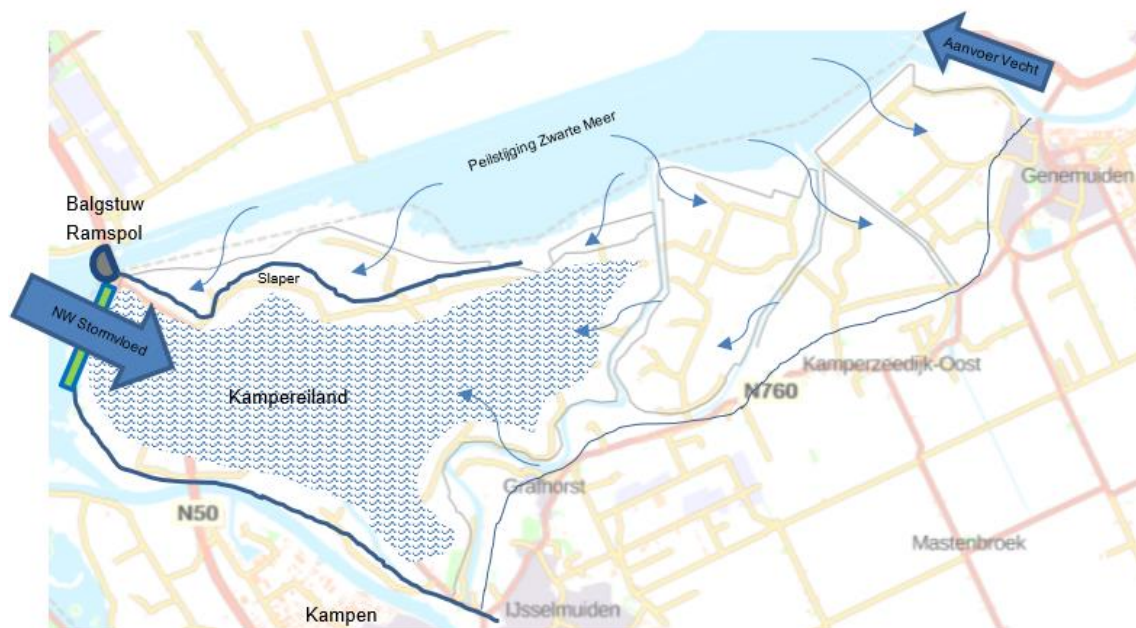 Aanvoer Vecht
Peilstijging Zwarte Meer
Genemuiden
Balgstuw
Ramspol
Slaper
NW Stormvloed
Kamperzeedijk-Oost
Kampereiland
N760
Grafhorst
N50
Mastenbroek
Kampen
IJsselmuiden